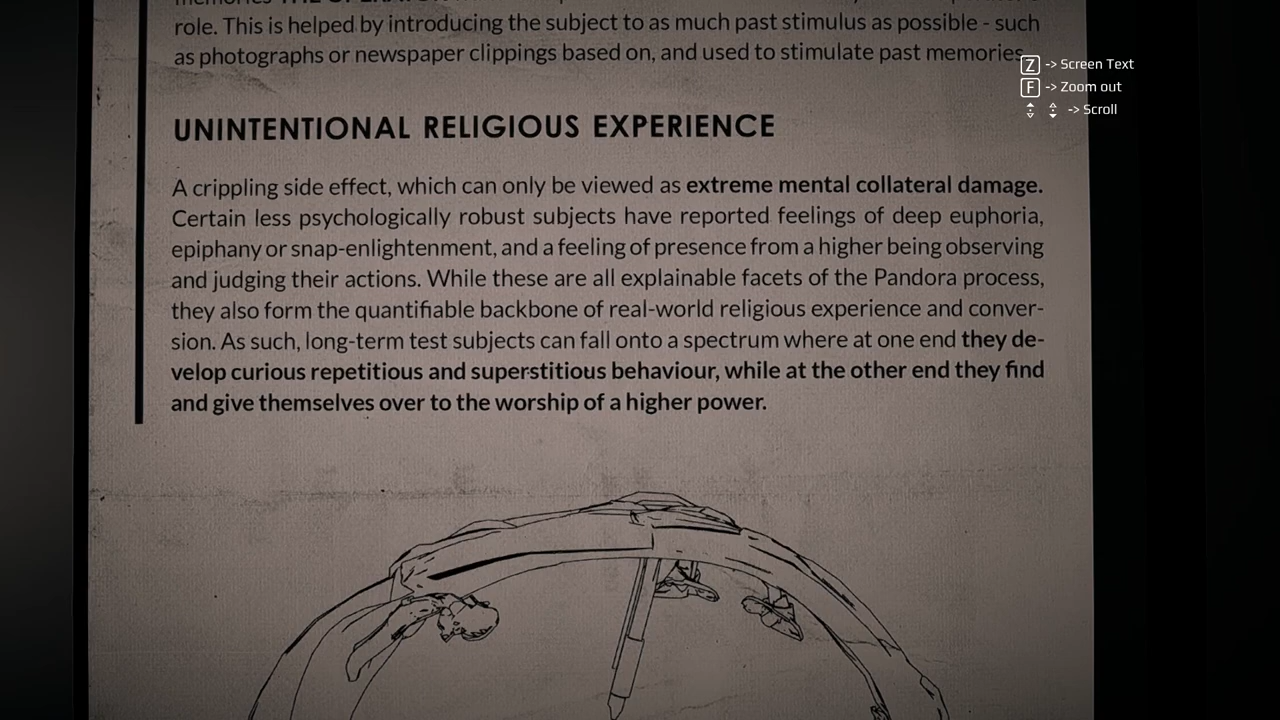 memories THE OPERATOR
role. This is helped by introducing the subject to as much past stimulus as possible - such
as photographs or newspaper clippings based on, and used to stimulate past memories.
Z -> Screen Text
F -> Zoom out
-> Scroll
UNINTENTIONAL RELIGIOUS EXPERIENCE
A crippling side effect, which can only be viewed as extreme mental collateral damage.
Certain less psychologically robust subjects have reported feelings of deep euphoria,
epiphany or snap-enlightenment, and a feeling of presence from a higher being observing
and judging their actions. While these are all explainable facets of the Pandora process,
they also form the quantifiable backbone of real-world religious experience and conver-
sion. As such, long-term test subjects can fall onto a spectrum where at one end they de-
velop curious repetitious and superstitious behaviour, while at the other end they find
and give themselves over to the worship of a higher power.